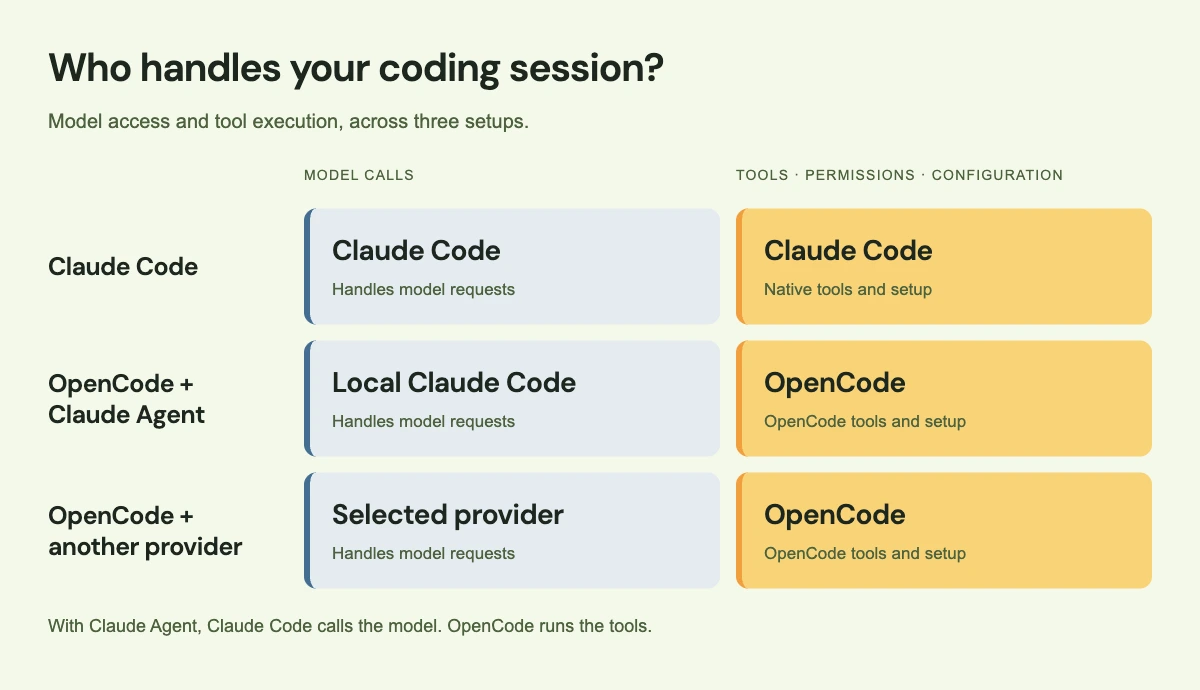 Who handles your coding session?
Model access and tool execution, across three setups.
MODEL CALLS
TOOLS · PERMISSIONS · CONFIGURATION
Claude Code
Claude Code
Handles model requests
Claude Code
Native tools and setup
OpenCode +
Claude Agent
Local Claude Code
Handles model requests
OpenCode
OpenCode tools and setup
OpenCode +
another provider
Selected provider
Handles model requests
OpenCode
OpenCode tools and setup
With Claude Agent, Claude Code calls the model. OpenCode runs the tools.